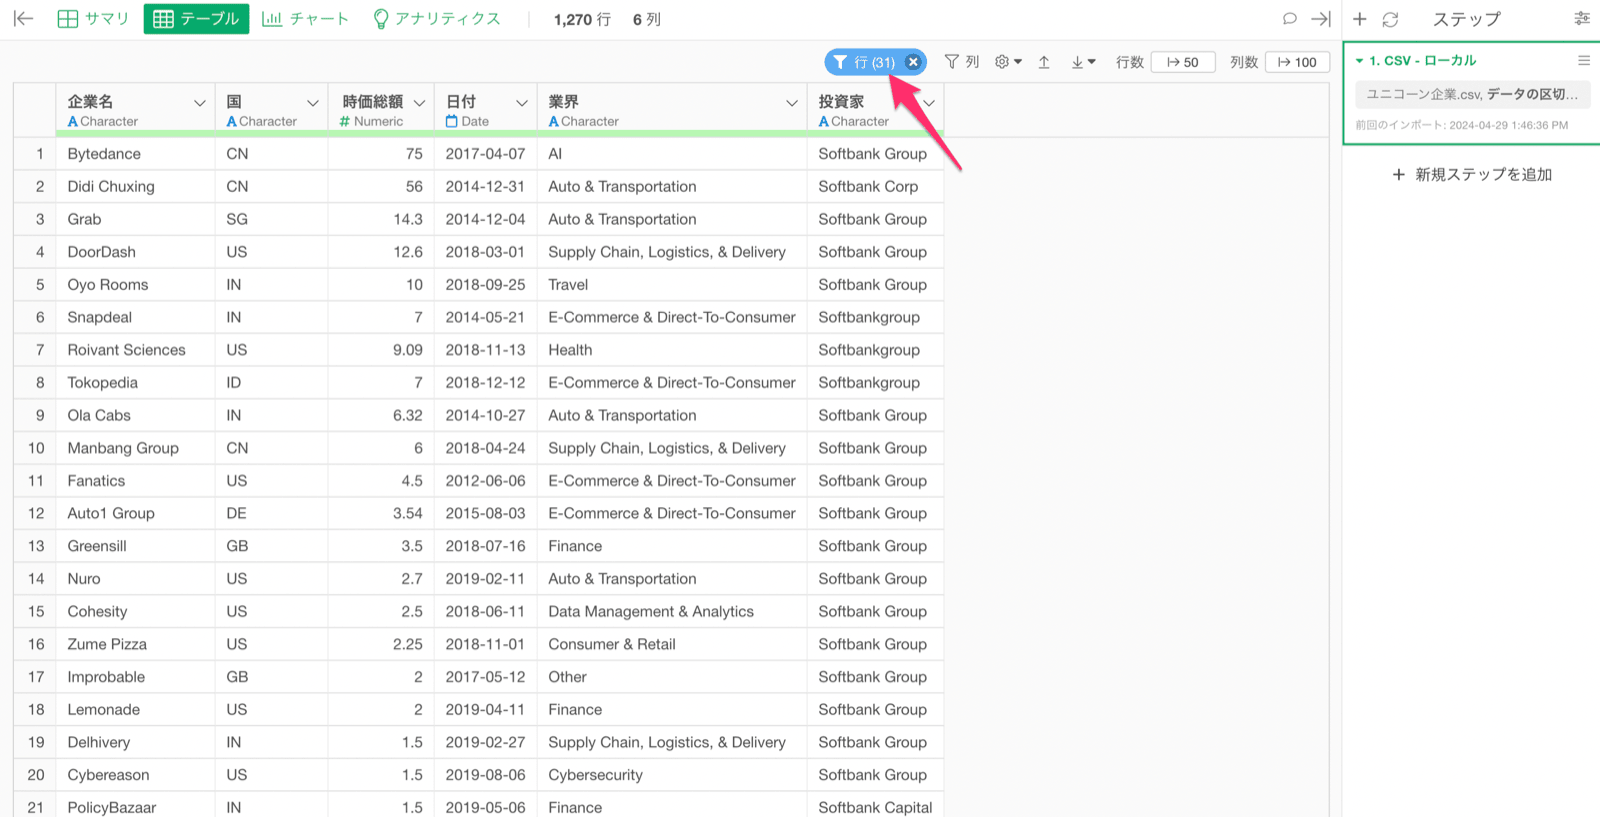 サマリ テーブル チャート アナリティクス 1,270 行 6 列 ステップ
行 (31) 列 行数 50 列数 100
1. CSV - ローカル
ユニコーン企業.csv, データの区切...
前回のインポート: 2024-04-29 1:46:36 PM
+ 新規ステップを追加
企業名 国 時価総額 日付 業界 投資家
A Character A Character # Numeric Date A Character A Character
1 Bytedance CN 75 2017-04-07 AI Softbank Group
2 Didi Chuxing CN 56 2014-12-31 Auto & Transportation Softbank Corp
3 Grab SG 14.3 2014-12-04 Auto & Transportation Softbank Group
4 DoorDash US 12.6 2018-03-01 Supply Chain, Logistics, & Delivery Softbank Group
5 Oyo Rooms IN 10 2018-09-25 Travel Softbank Group
6 Snapdeal IN 7 2014-05-21 E-Commerce & Direct-To-Consumer Softbankgroup
7 Roivant Sciences US 9.09 2018-11-13 Health Softbankgroup
8 Tokopedia ID 7 2018-12-12 E-Commerce & Direct-To-Consumer Softbankgroup
9 Ola Cabs IN 6.32 2014-10-27 Auto & Transportation Softbank Group
10 Manbang Group CN 6 2018-04-24 Supply Chain, Logistics, & Delivery Softbank Group
11 Fanatics US 4.5 2012-06-06 E-Commerce & Direct-To-Consumer Softbank Group
12 Auto1 Group DE 3.54 2015-08-03 E-Commerce & Direct-To-Consumer Softbank Group
13 Greensill GB 3.5 2018-07-16 Finance Softbank Group
14 Nuro US 2.7 2019-02-11 Auto & Transportation Softbank Group
15 Cohesity US 2.5 2018-06-11 Data Management & Analytics Softbank Group
16 Zume Pizza US 2.25 2018-11-01 Consumer & Retail Softbank Group
17 Improbable GB 2 2017-05-12 Other Softbank Group
18 Lemonade US 2 2019-04-11 Finance Softbank Group
19 Delhivery IN 1.5 2019-02-27 Supply Chain, Logistics, & Delivery Softbank Group
20 Cybereason US 1.5 2019-08-06 Cybersecurity Softbank Group
21 PolicyBazaar IN 1.5 2019-05-06 Finance Softbank Capital